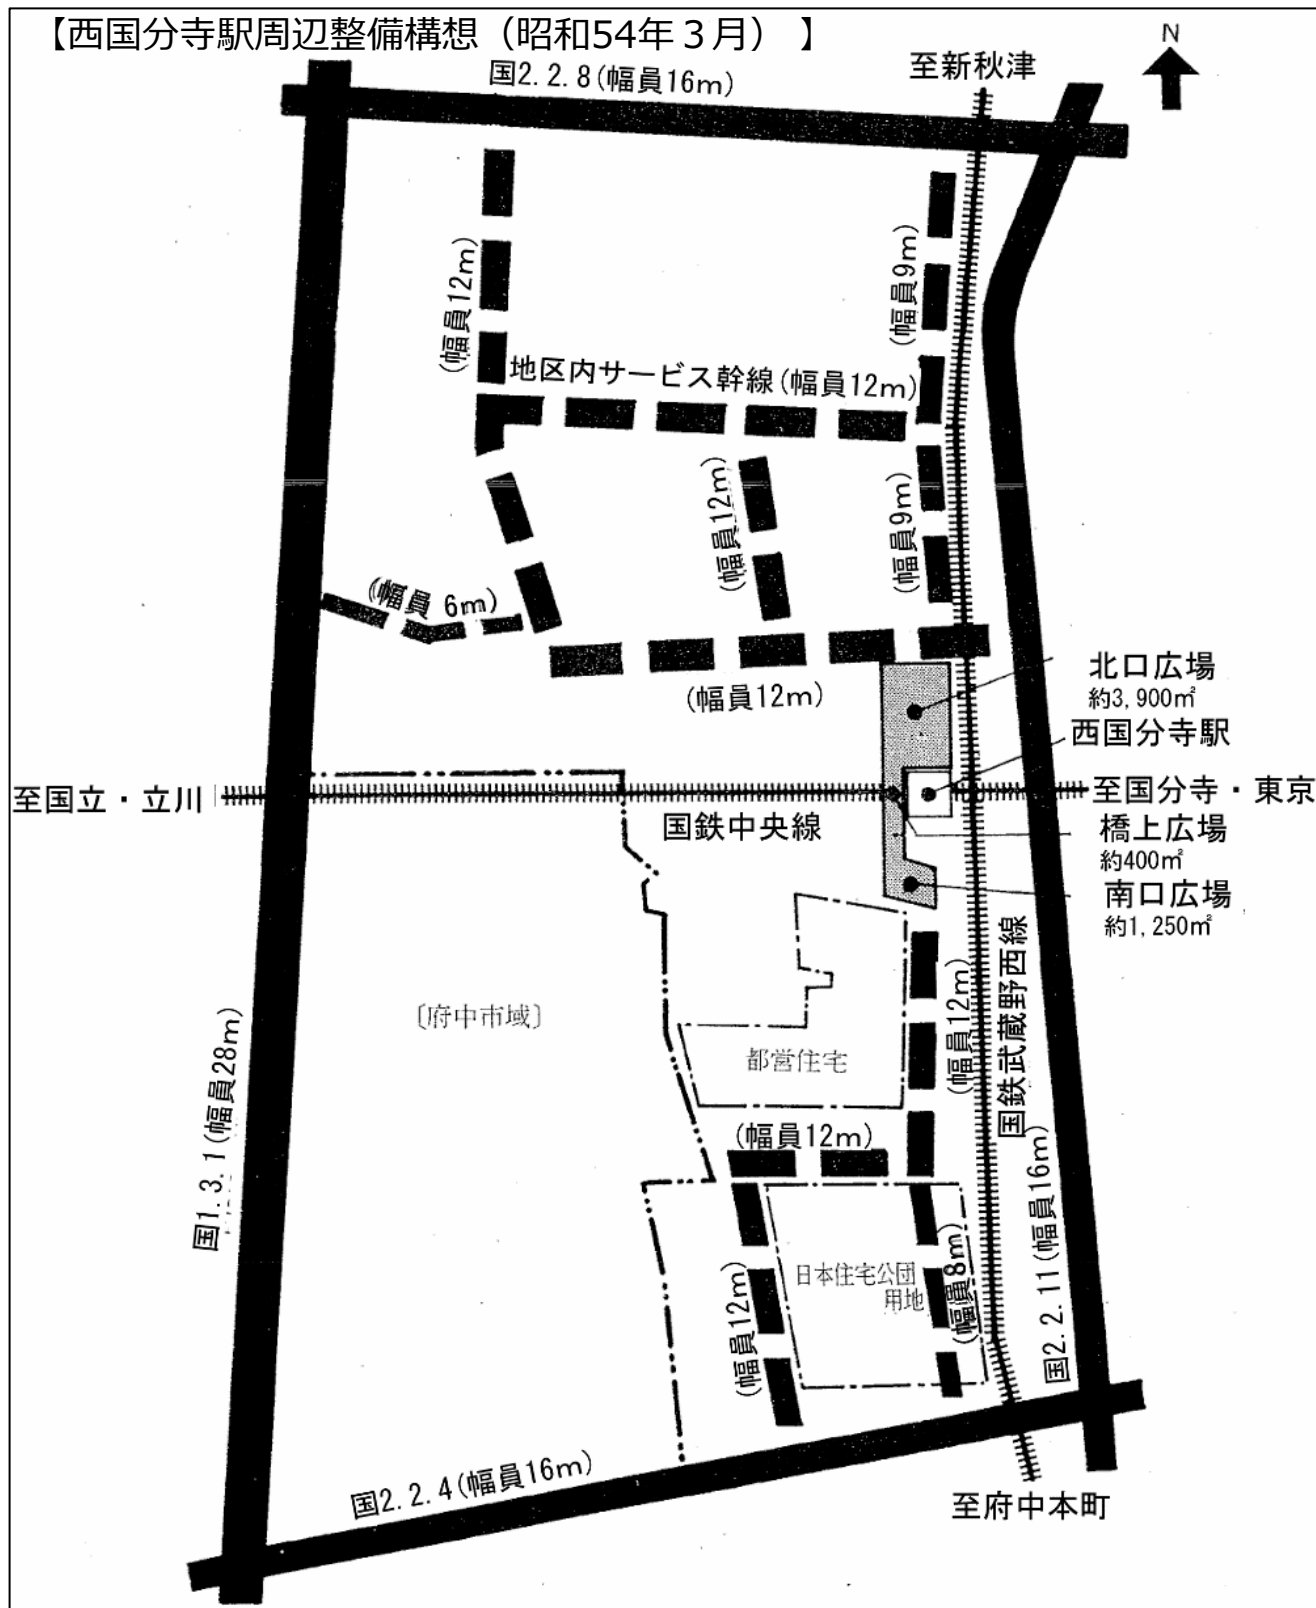 【西国分寺駅周辺整備構想（昭和54年３月）】
国2.2.8(幅員16m)
至新秋津
N
(幅員12m)
(幅員9m)
地区内サービス幹線(幅員12m)
(幅員12m)
(幅員9m)
(幅員 6m)
(幅員12m)
北口広場
約3,900㎡
西国分寺駅
至国立・立川
至国分寺・東京
国鉄中央線
橋上広場
約400㎡
南口広場
約1,250㎡
国鉄武蔵野西線
(幅員12m)
〔府中市域〕
都営住宅
国1.3.1(幅員28m)
(幅員12m)
国2.2.11(幅員16m)
日本住宅公団
用地
(幅員8m)
(幅員12m)
国2.2.4(幅員16m)
至府中本町